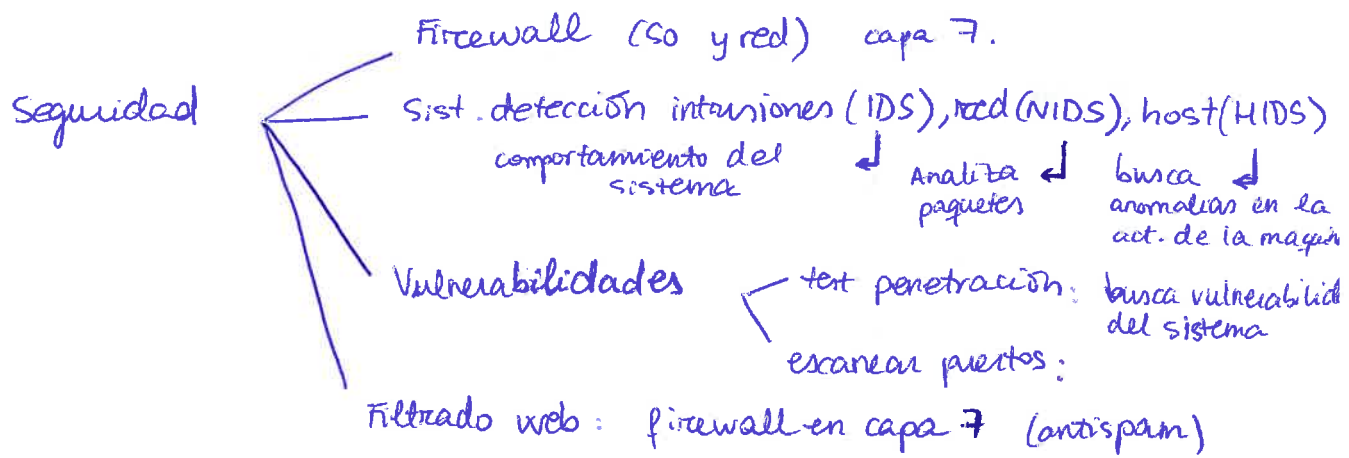 Firewall (SO y red) capa 7.
Seguridad
Sist. detección intrusiones (IDS), red (NIDS), host (HIDS)
comportamiento del sistema
Analiza paquetes
busca anomalias en la act. de la maquin
Vulnerabilidades
test penetración: busca vulnerabilid del sistema
escanear puertos:
Filtrado web: firewall en capa 7 (antispam)